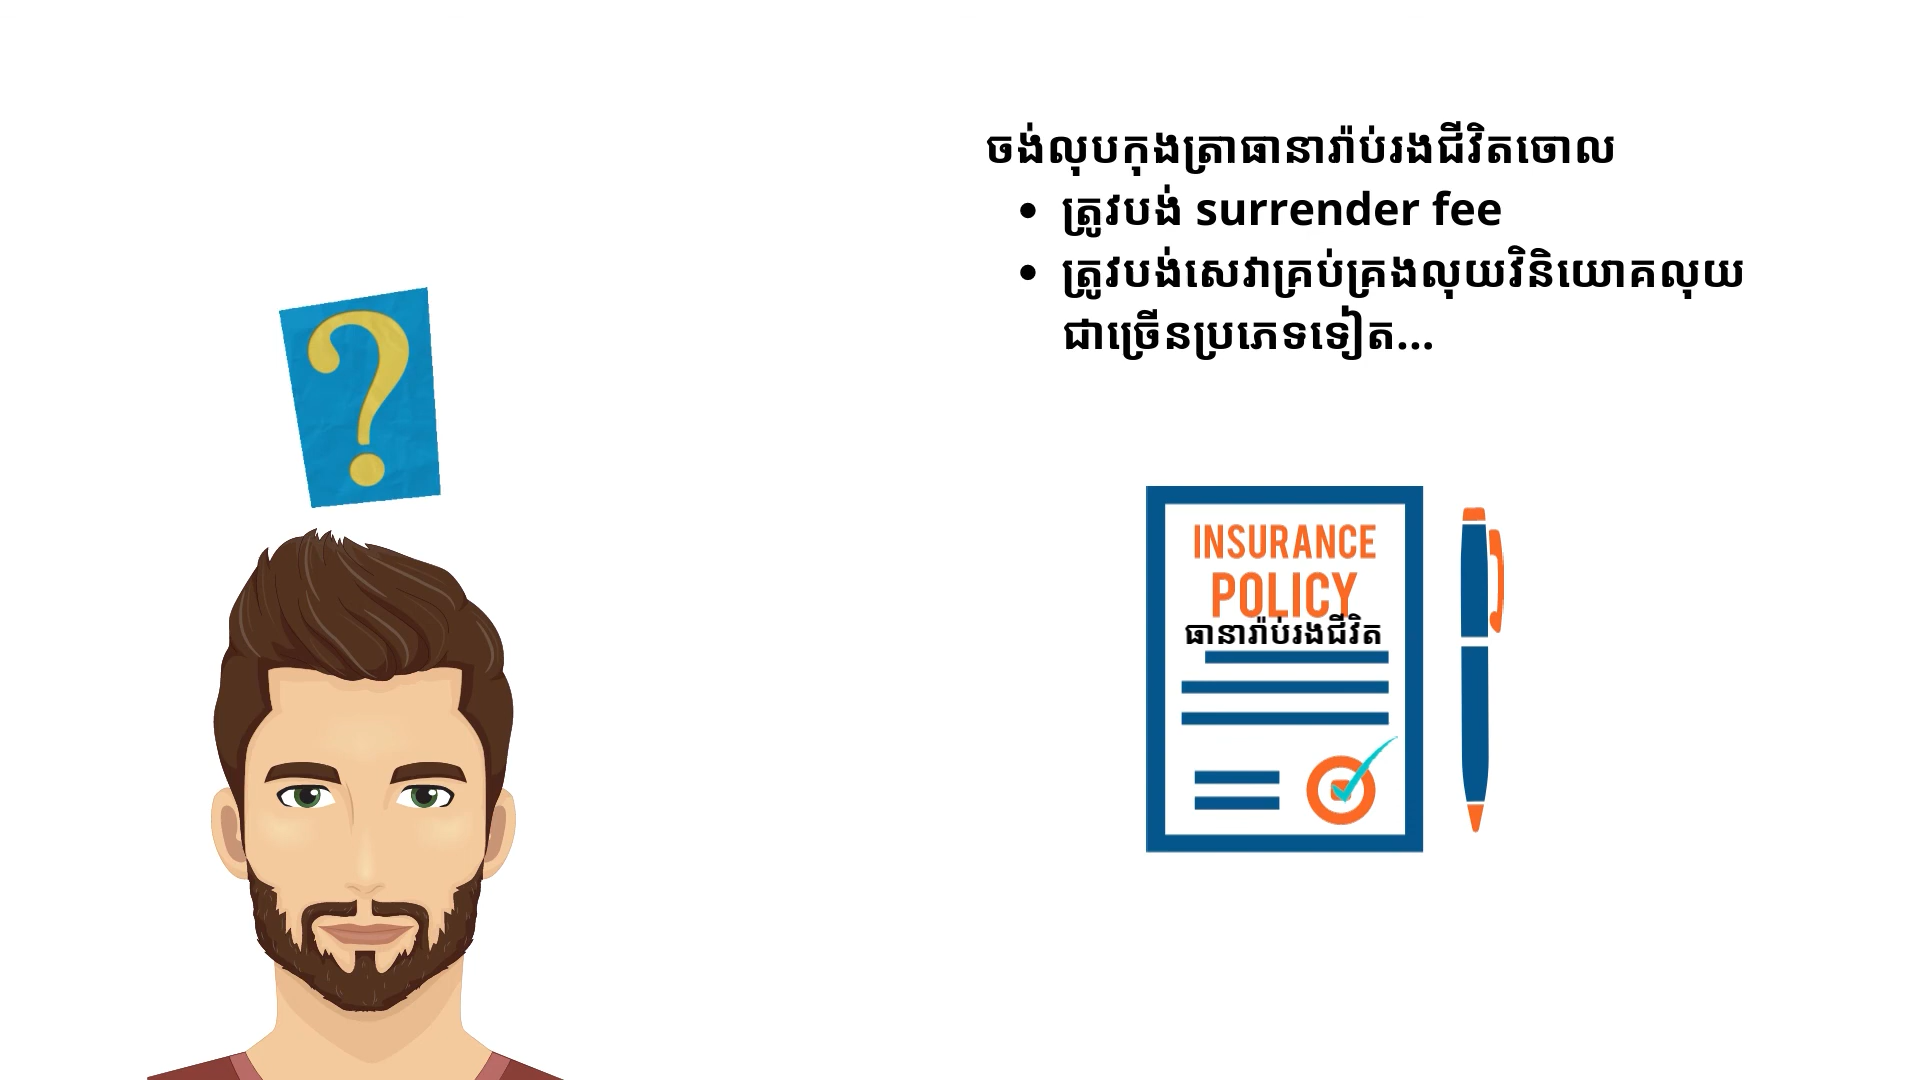 ចង់លុបកុងត្រាធានារ៉ាប់រងជីវិតចោល
• ត្រូវបង់ surrender fee
• ត្រូវបង់សេវាគ្រប់គ្រងលុយវិនិយោគលុយ
ជាច្រើនប្រភេទទៀត...
?
INSURANCE
POLICY
ធានារ៉ាប់រងជីវិត